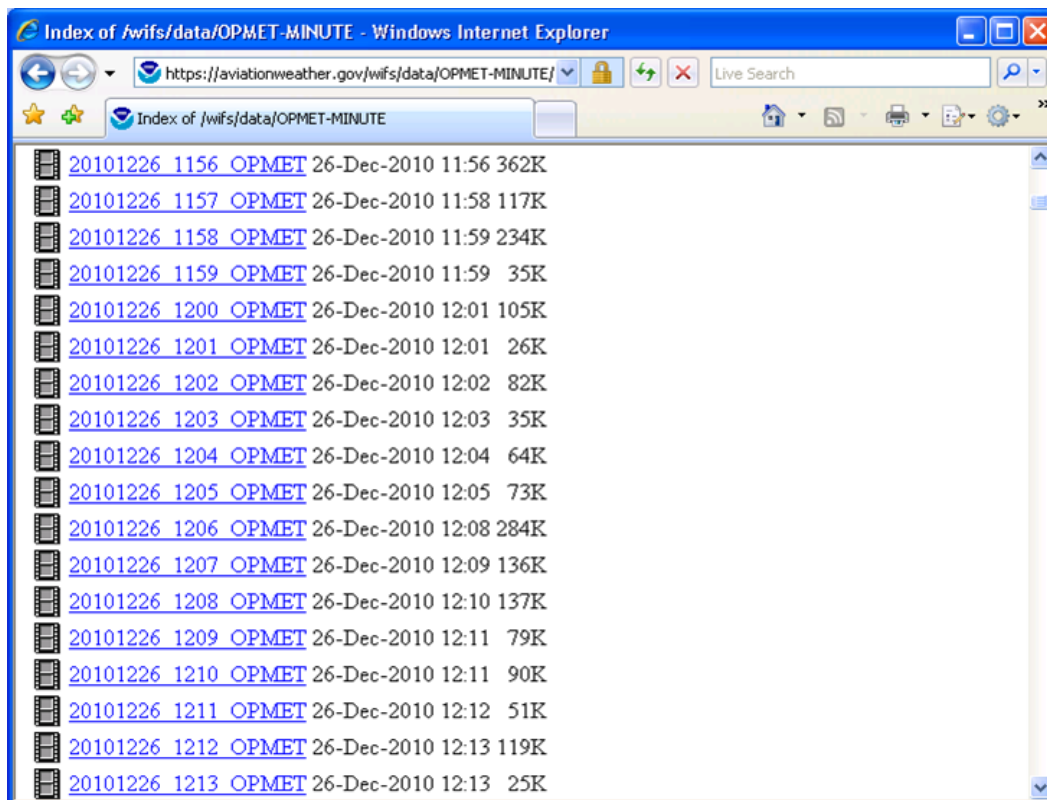 Index of /wifs/data/OPMET-MINUTE - Windows Internet Explorer
https://aviationweather.gov/wifs/data/OPMET-MINUTE/ Live Search
Index of /wifs/data/OPMET-MINUTE
20101226_1156_OPMET 26-Dec-2010 11:56 362K
20101226_1157_OPMET 26-Dec-2010 11:58 117K
20101226_1158_OPMET 26-Dec-2010 11:59 234K
20101226_1159_OPMET 26-Dec-2010 11:59 35K
20101226_1200_OPMET 26-Dec-2010 12:01 105K
20101226_1201_OPMET 26-Dec-2010 12:01 26K
20101226_1202_OPMET 26-Dec-2010 12:02 82K
20101226_1203_OPMET 26-Dec-2010 12:03 35K
20101226_1204_OPMET 26-Dec-2010 12:04 64K
20101226_1205_OPMET 26-Dec-2010 12:05 73K
20101226_1206_OPMET 26-Dec-2010 12:08 284K
20101226_1207_OPMET 26-Dec-2010 12:09 136K
20101226_1208_OPMET 26-Dec-2010 12:10 137K
20101226_1209_OPMET 26-Dec-2010 12:11 79K
20101226_1210_OPMET 26-Dec-2010 12:11 90K
20101226_1211_OPMET 26-Dec-2010 12:12 51K
20101226_1212_OPMET 26-Dec-2010 12:13 119K
20101226_1213_OPMET 26-Dec-2010 12:13 25K